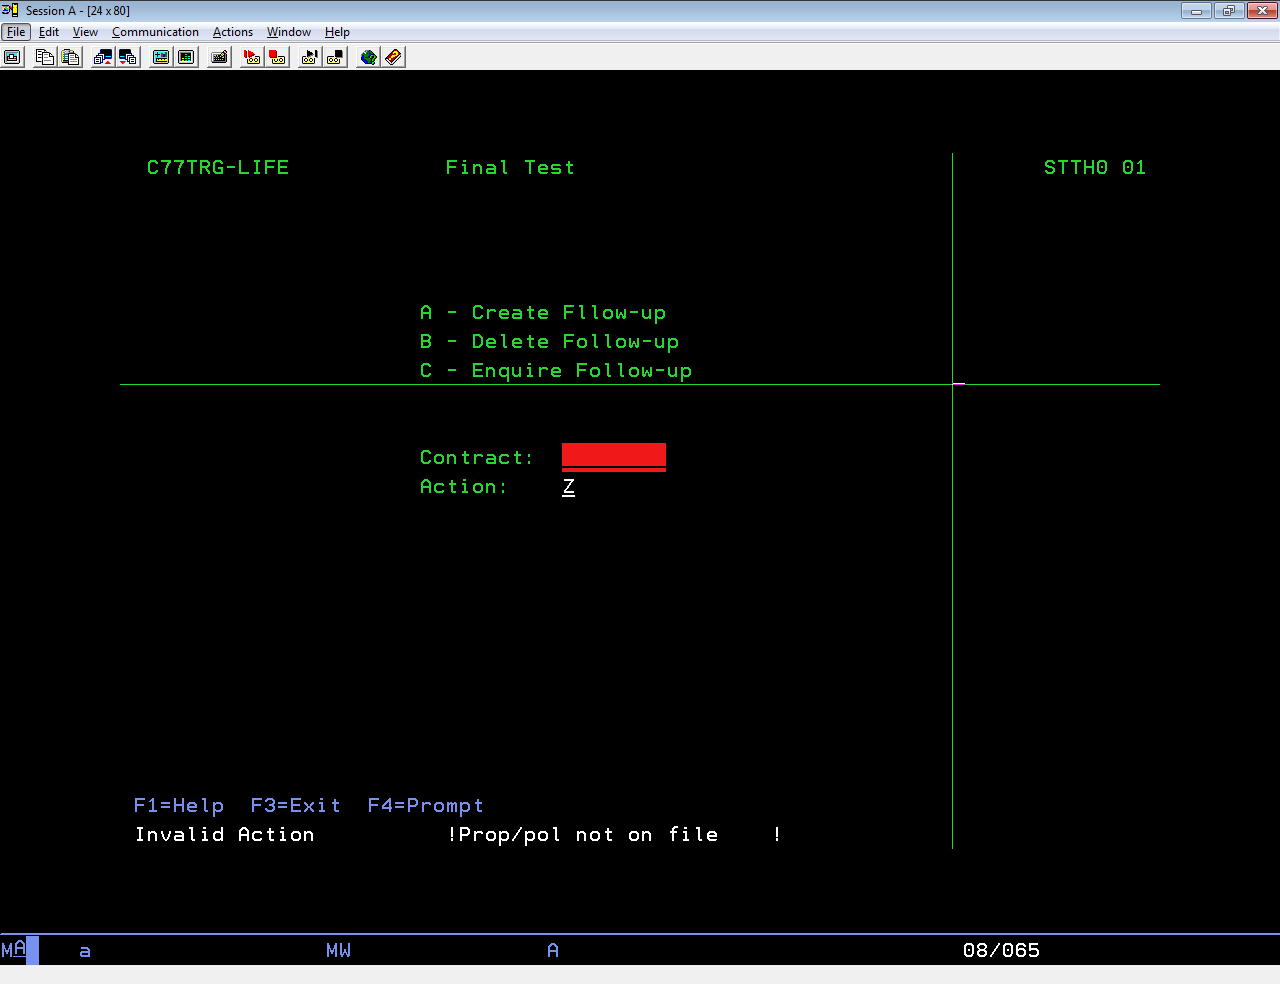 Session A - [24 x 80]
File Edit View Communication Actions Window Help
C77TRG-LIFE Final Test STTH0 01
A - Create Fllow-up
B - Delete Follow-up
C - Enquire Follow-up
Contract:
Action: Z
F1=Help F3=Exit F4=Prompt
Invalid Action !Prop/pol not on file !
MA a MW A 08/065